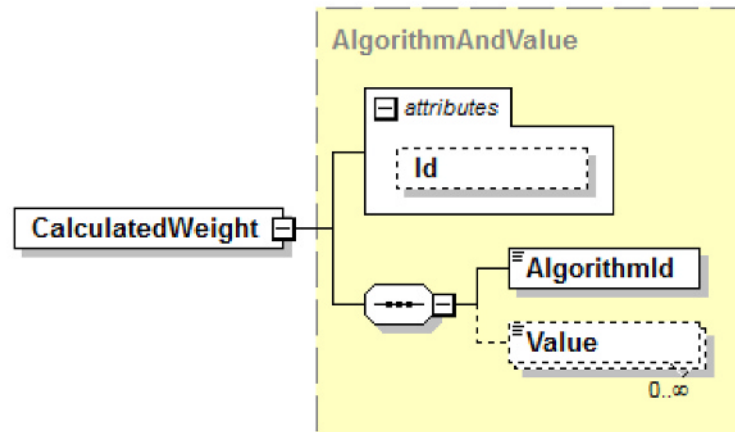 AlgorithmAndValue
attributes
Id
CalculatedWeight
AlgorithmId
Value
0..∞